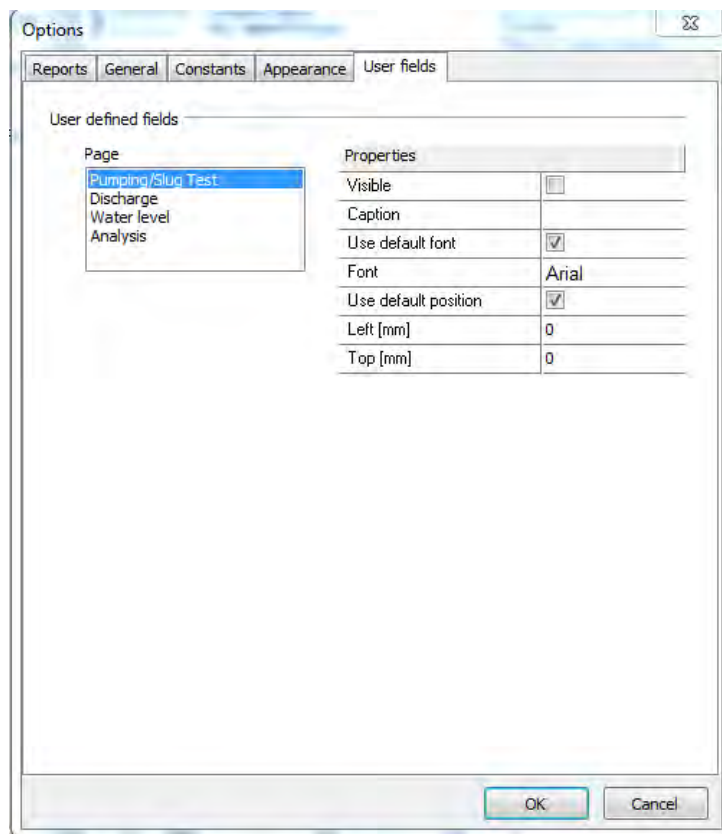 Options
Reports General Constants Appearance User fields
User defined fields
Page
Pumping/Slug Test
Discharge
Water level
Analysis
Properties
Visible
Caption
Use default font
Font Arial
Use default position
Left [mm] 0
Top [mm] 0
OK Cancel